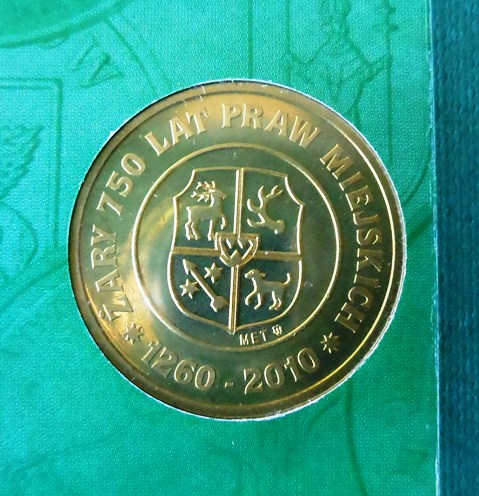 ŻARY 750 LAT PRAW MIEJSKICH
* 1260 - 2010 *
W
MET
W